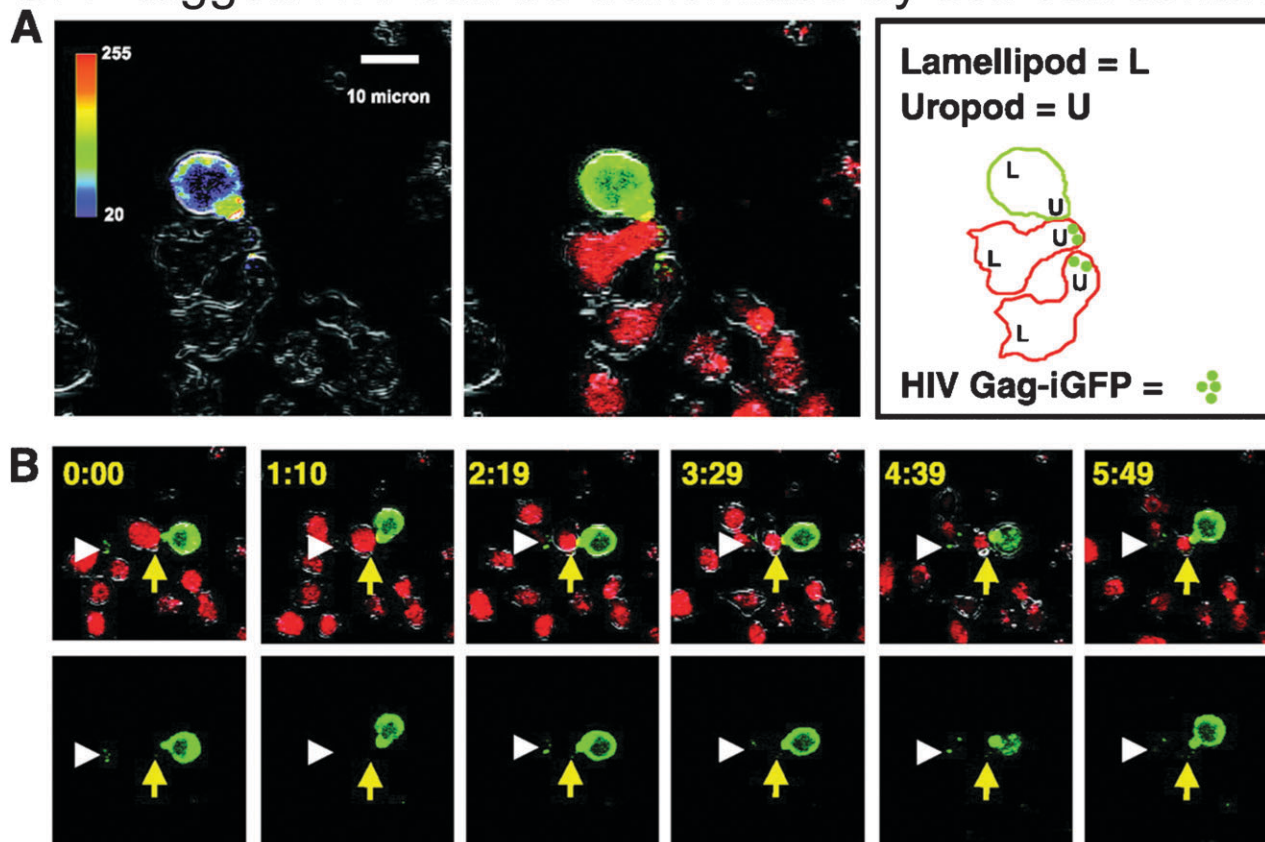 A
255
10 micron
20
Lamellipod = L
Uropod = U
L
U
U
L
U
L
HIV Gag-iGFP =
B
0:00
1:10
2:19
3:29
4:39
5:49